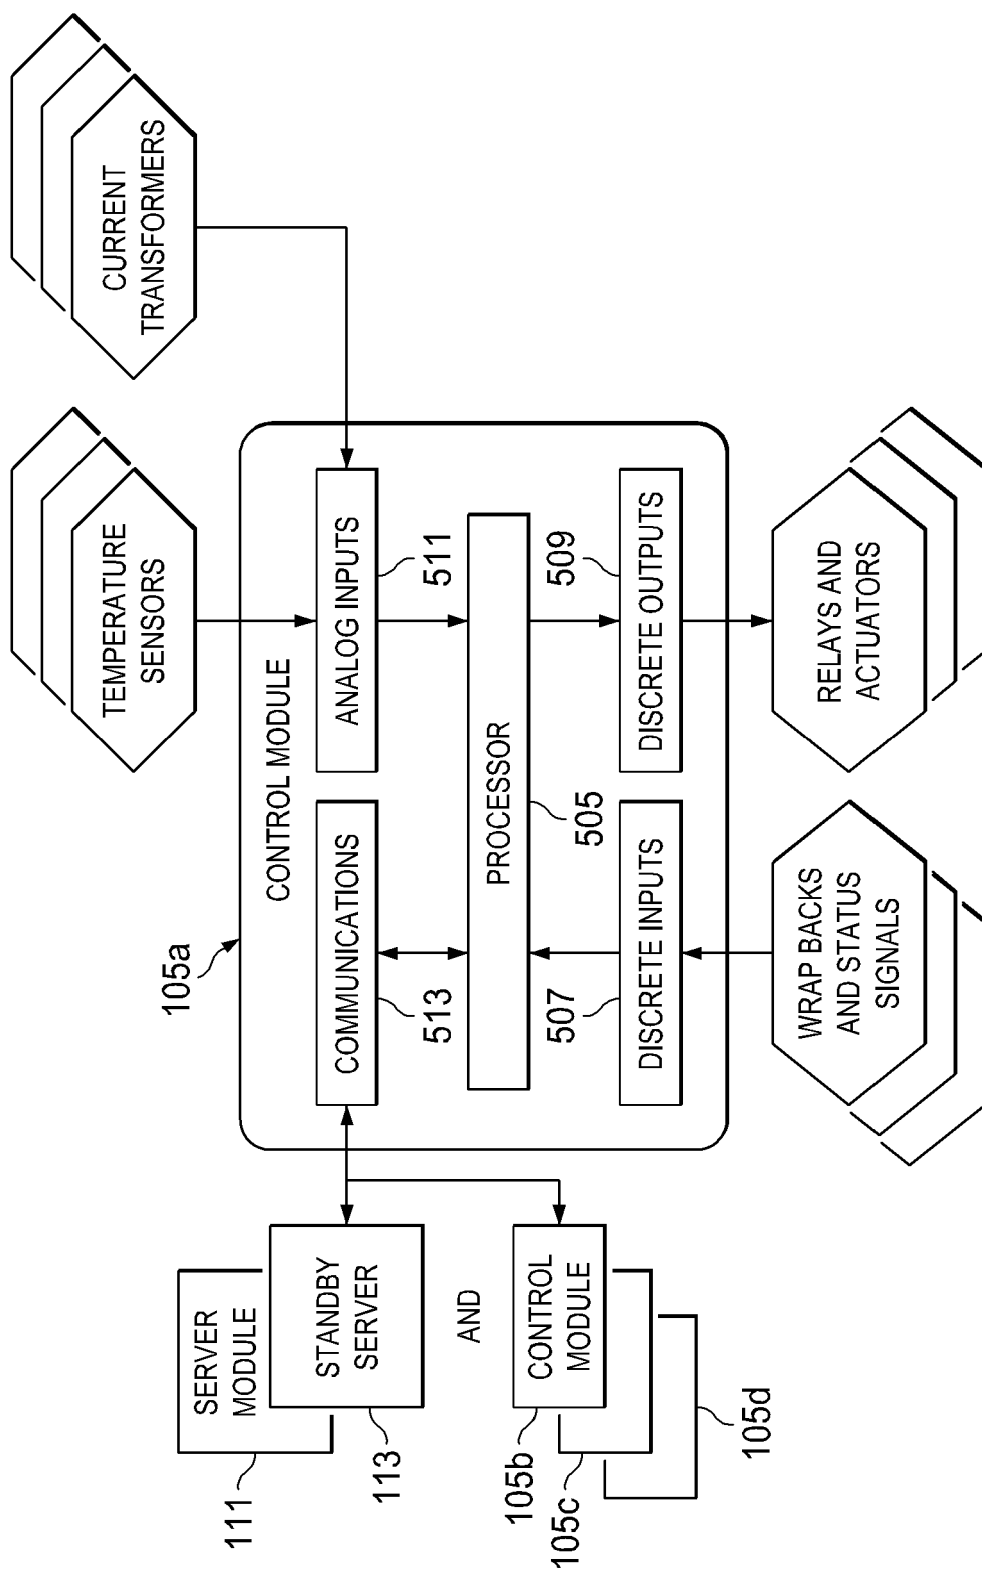 SERVER
MODULE
111
STANDBY
SERVER
113
AND
CONTROL
MODULE
105b
105c
105d
105a
CONTROL MODULE
COMMUNICATIONS
513
ANALOG INPUTS
511
PROCESSOR
505
DISCRETE INPUTS
507
DISCRETE OUTPUTS
509
TEMPERATURE
SENSORS
CURRENT
TRANSFORMERS
WRAP BACKS
AND STATUS
SIGNALS
RELAYS AND
ACTUATORS